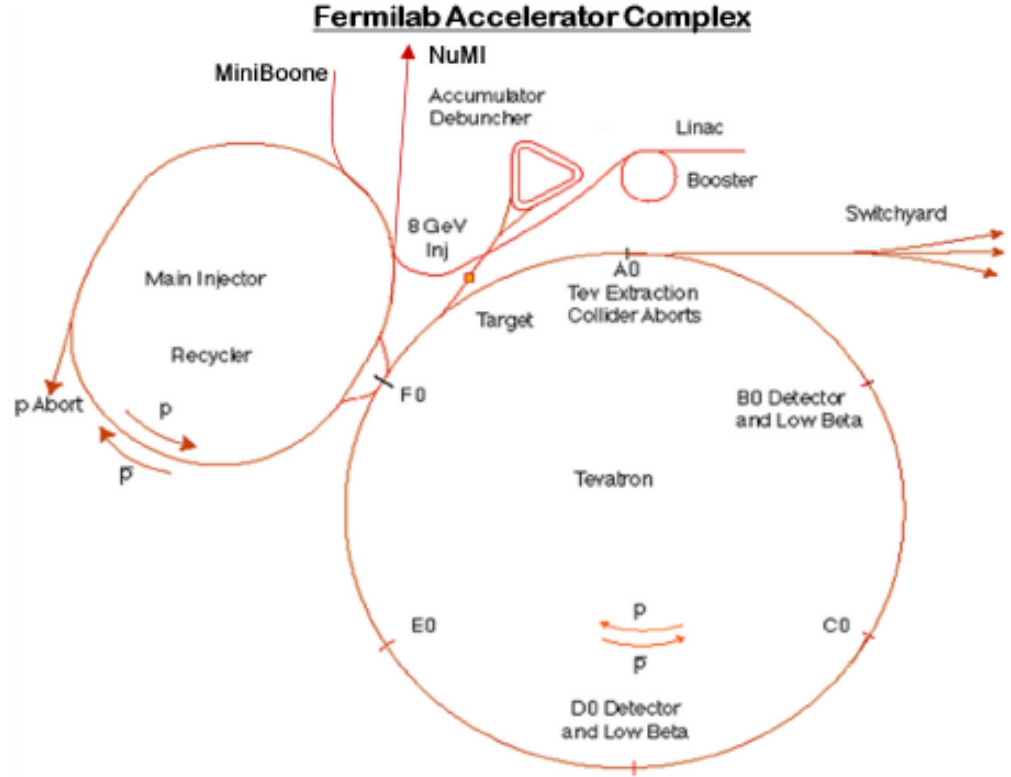 Fermilab Accelerator Complex
NuMI
MiniBoone
Accumulator
Debuncher
Linac
Booster
Switchyard
8 GeV
Inj
A0
Tev Extraction
Collider Aborts
Main Injector
Target
Recycler
p Abort
p
p̅
F0
B0 Detector
and Low Beta
Tevatron
E0
p
p̅
C0
D0 Detector
and Low Beta